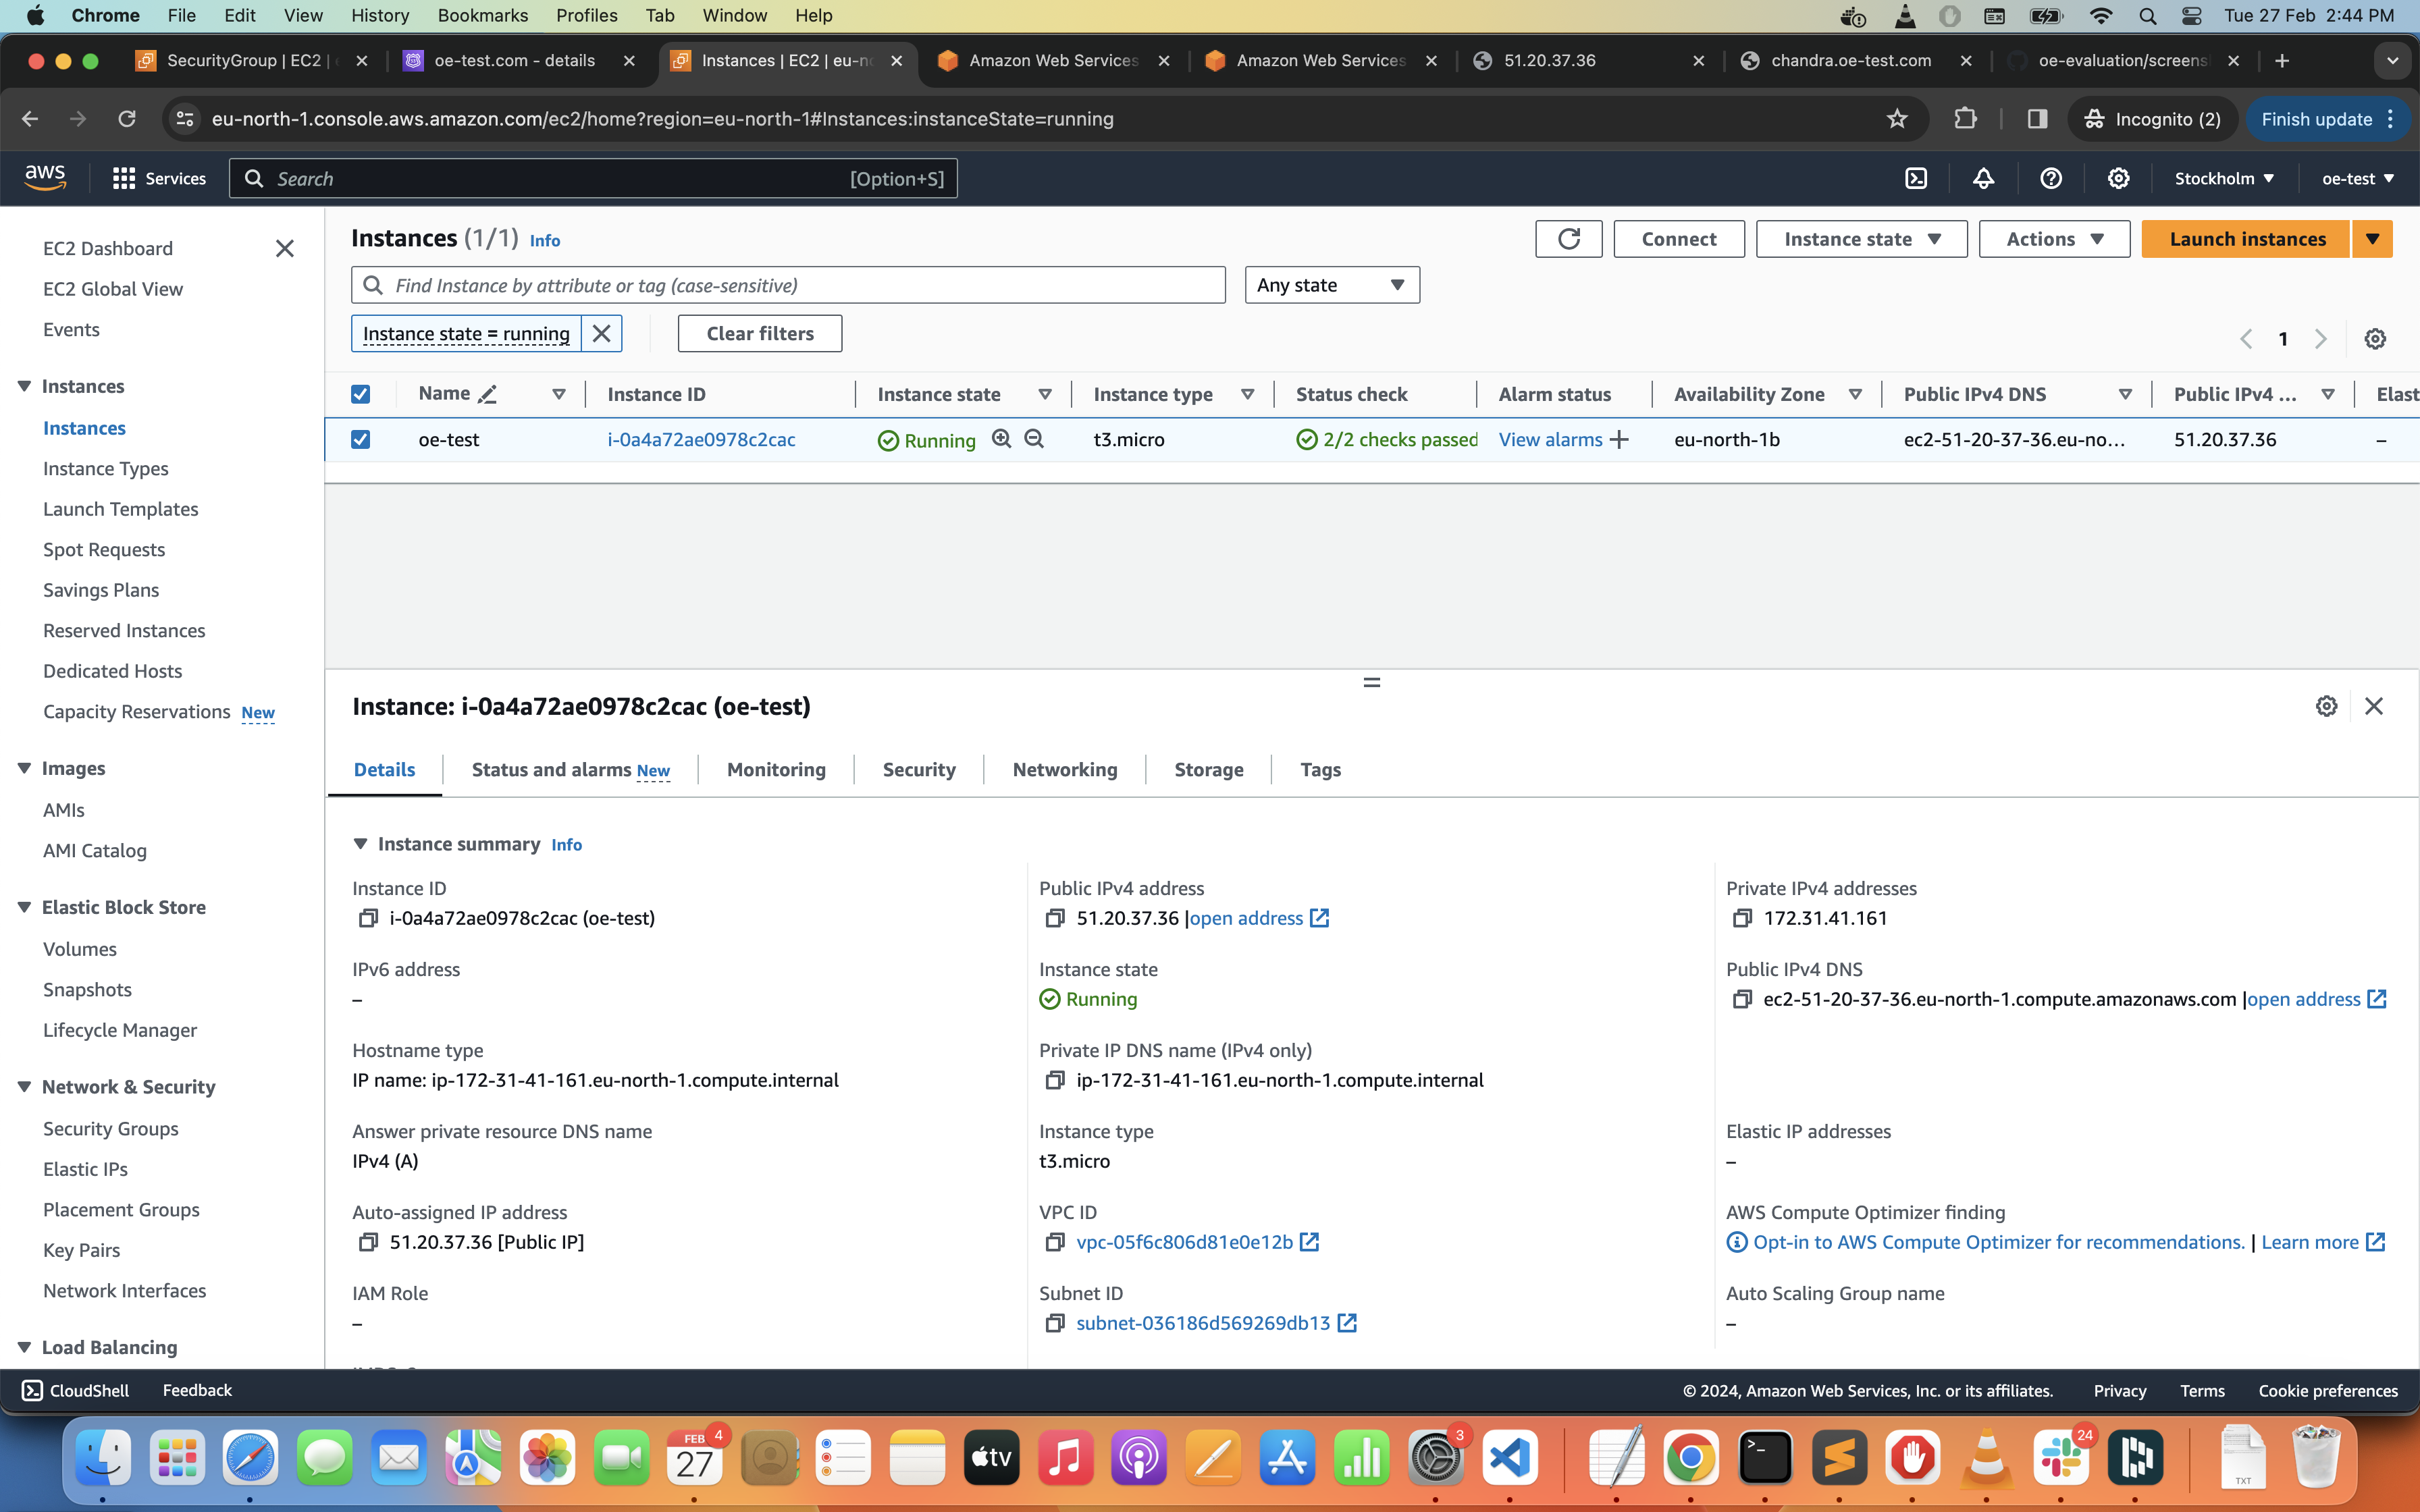 Chrome File Edit View History Bookmarks Profiles Tab Window Help Tue 27 Feb 2:44 PM
SecurityGroup | EC2 | oe-test.com - details Instances | EC2 | eu-n Amazon Web Services Amazon Web Services 51.20.37.36 chandra.oe-test.com oe-evaluation/screens
eu-north-1.console.aws.amazon.com/ec2/home?region=eu-north-1#Instances:instanceState=running Incognito (2) Finish update
aws Services Search [Option+S] Stockholm oe-test
EC2 Dashboard
EC2 Global View
Events
Instances
Instances
Instance Types
Launch Templates
Spot Requests
Savings Plans
Reserved Instances
Dedicated Hosts
Capacity Reservations New
Images
AMIs
AMI Catalog
Elastic Block Store
Volumes
Snapshots
Lifecycle Manager
Network & Security
Security Groups
Elastic IPs
Placement Groups
Key Pairs
Network Interfaces
Load Balancing
Instances (1/1) Info Connect Instance state Actions Launch instances
Find Instance by attribute or tag (case-sensitive) Any state
Instance state = running Clear filters 1
Name Instance ID Instance state Instance type Status check Alarm status Availability Zone Public IPv4 DNS Public IPv4 ... Elast
oe-test i-0a4a72ae0978c2cac Running t3.micro 2/2 checks passed View alarms + eu-north-1b ec2-51-20-37-36.eu-no... 51.20.37.36 –
Instance: i-0a4a72ae0978c2cac (oe-test)
Details Status and alarms New Monitoring Security Networking Storage Tags
Instance summary Info
Instance ID Public IPv4 address Private IPv4 addresses
i-0a4a72ae0978c2cac (oe-test) 51.20.37.36 |open address 172.31.41.161
IPv6 address Instance state Public IPv4 DNS
– Running ec2-51-20-37-36.eu-north-1.compute.amazonaws.com |open address
Hostname type Private IP DNS name (IPv4 only)
IP name: ip-172-31-41-161.eu-north-1.compute.internal ip-172-31-41-161.eu-north-1.compute.internal
Answer private resource DNS name Instance type Elastic IP addresses
IPv4 (A) t3.micro –
Auto-assigned IP address VPC ID AWS Compute Optimizer finding
51.20.37.36 [Public IP] vpc-05f6c806d81e0e12b Opt-in to AWS Compute Optimizer for recommendations. | Learn more
IAM Role Subnet ID Auto Scaling Group name
– subnet-036186d569269db13 –
CloudShell Feedback © 2024, Amazon Web Services, Inc. or its affiliates. Privacy Terms Cookie preferences
FEB 27 4 tv 3 24 TXT